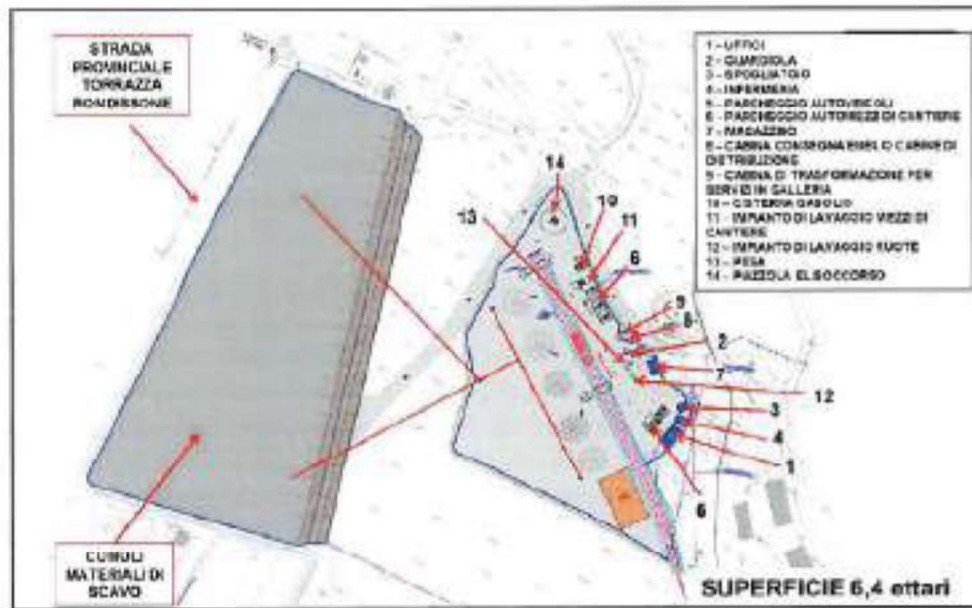 STRADA
PROVINCIALE
TORRAZZA
RONDISSONE
1 - UFFICI
2 - GUARDIOLA
3 - SPOGLIATOIO
4 - INFERMERIA
5 - PARCHEGGIO AUTOVEICOLI
6 - PARCHEGGIO AUTOMEZZI DI CANTIERE
7 - MAGAZZINO
8 - CABINA CONSEGNA ENEL O CABINE DI
DISTRIBUZIONE
9 - CABINA DI TRASFORMAZIONE PER
SERVIZI IN GALLERIA
10 - CISTERNA GASOLIO
11 - IMPIANTO DI LAVAGGIO MEZZI DI
CANTIERE
12 - IMPIANTO DI LAVAGGIO RUOTE
13 - PESA
14 - PIAZZOLA ELISOCCORSO
14
10
13
11
6
9
8
2
7
12
3
4
1
6
CUMULI
MATERIALI DI
SCAVO
SUPERFICIE 6,4 ettari